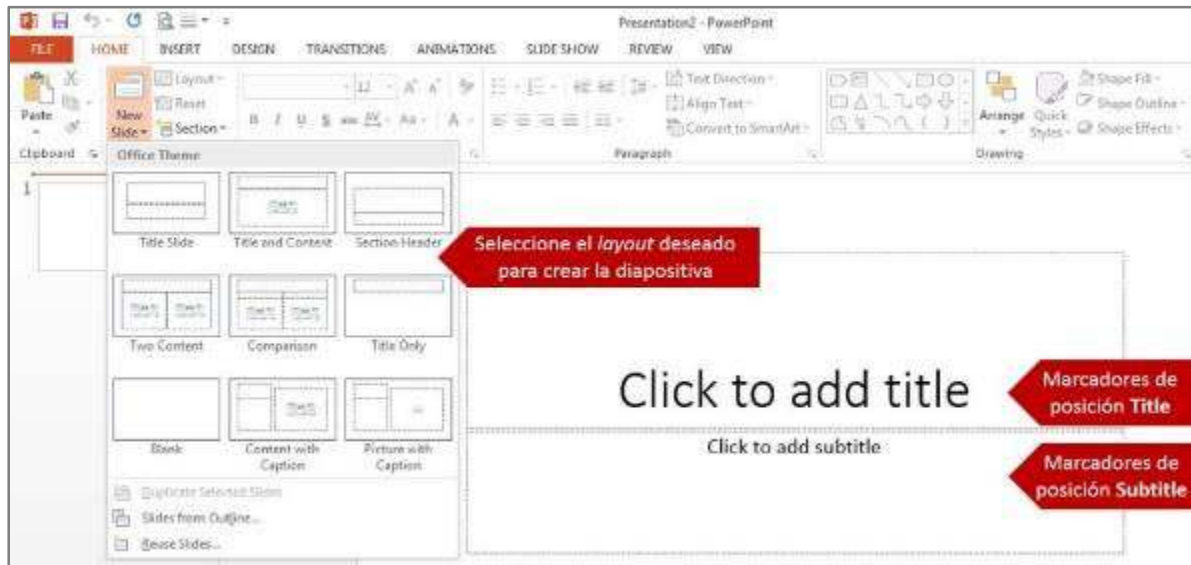 Presentation2 - PowerPoint
FILE HOME INSERT DESIGN TRANSITIONS ANIMATIONS SLIDE SHOW REVIEW VIEW
Paste
New
Slide
Layout
Reset
Section
B I U S
Aa
A
Text Direction
Align Text
Convert to SmartArt
Arrange
Quick
Styles
Shape Fill
Shape Outline
Shape Effects
Clipboard
Paragraph
Drawing
Office Theme
1
Title Slide
Title and Content
Section Header
Two Content
Comparison
Title Only
Blank
Content with
Caption
Picture with
Caption
Duplicate Selected Slides
Slides from Outline...
Reuse Slides...
Seleccione el layout deseado
para crear la diapositiva
Click to add title
Marcadores de
posición Title
Click to add subtitle
Marcadores de
posición Subtitle